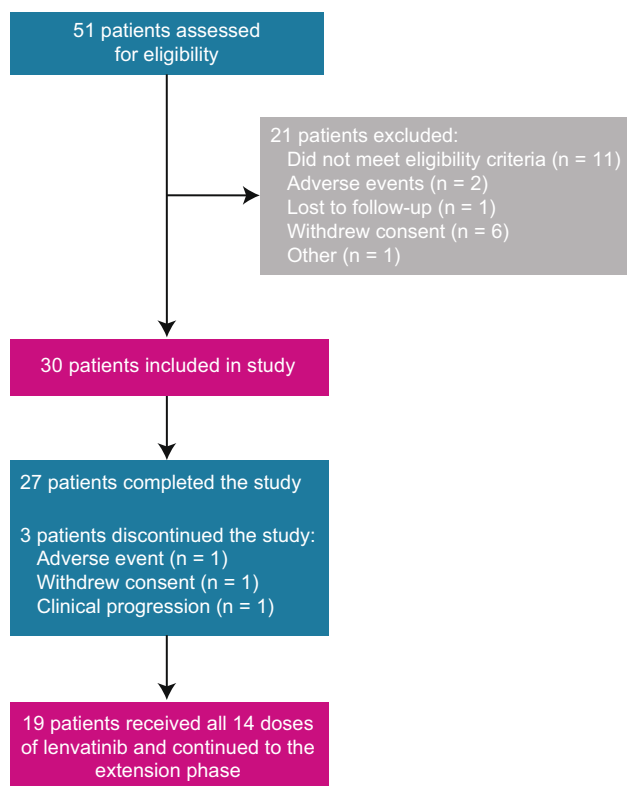 51 patients assessed
for eligibility
21 patients excluded:
Did not meet eligibility criteria (n = 11)
Adverse events (n = 2)
Lost to follow-up (n = 1)
Withdrew consent (n = 6)
Other (n = 1)
30 patients included in study
27 patients completed the study
3 patients discontinued the study:
Adverse event (n = 1)
Withdrew consent (n = 1)
Clinical progression (n = 1)
19 patients received all 14 doses
of lenvatinib and continued to the
extension phase